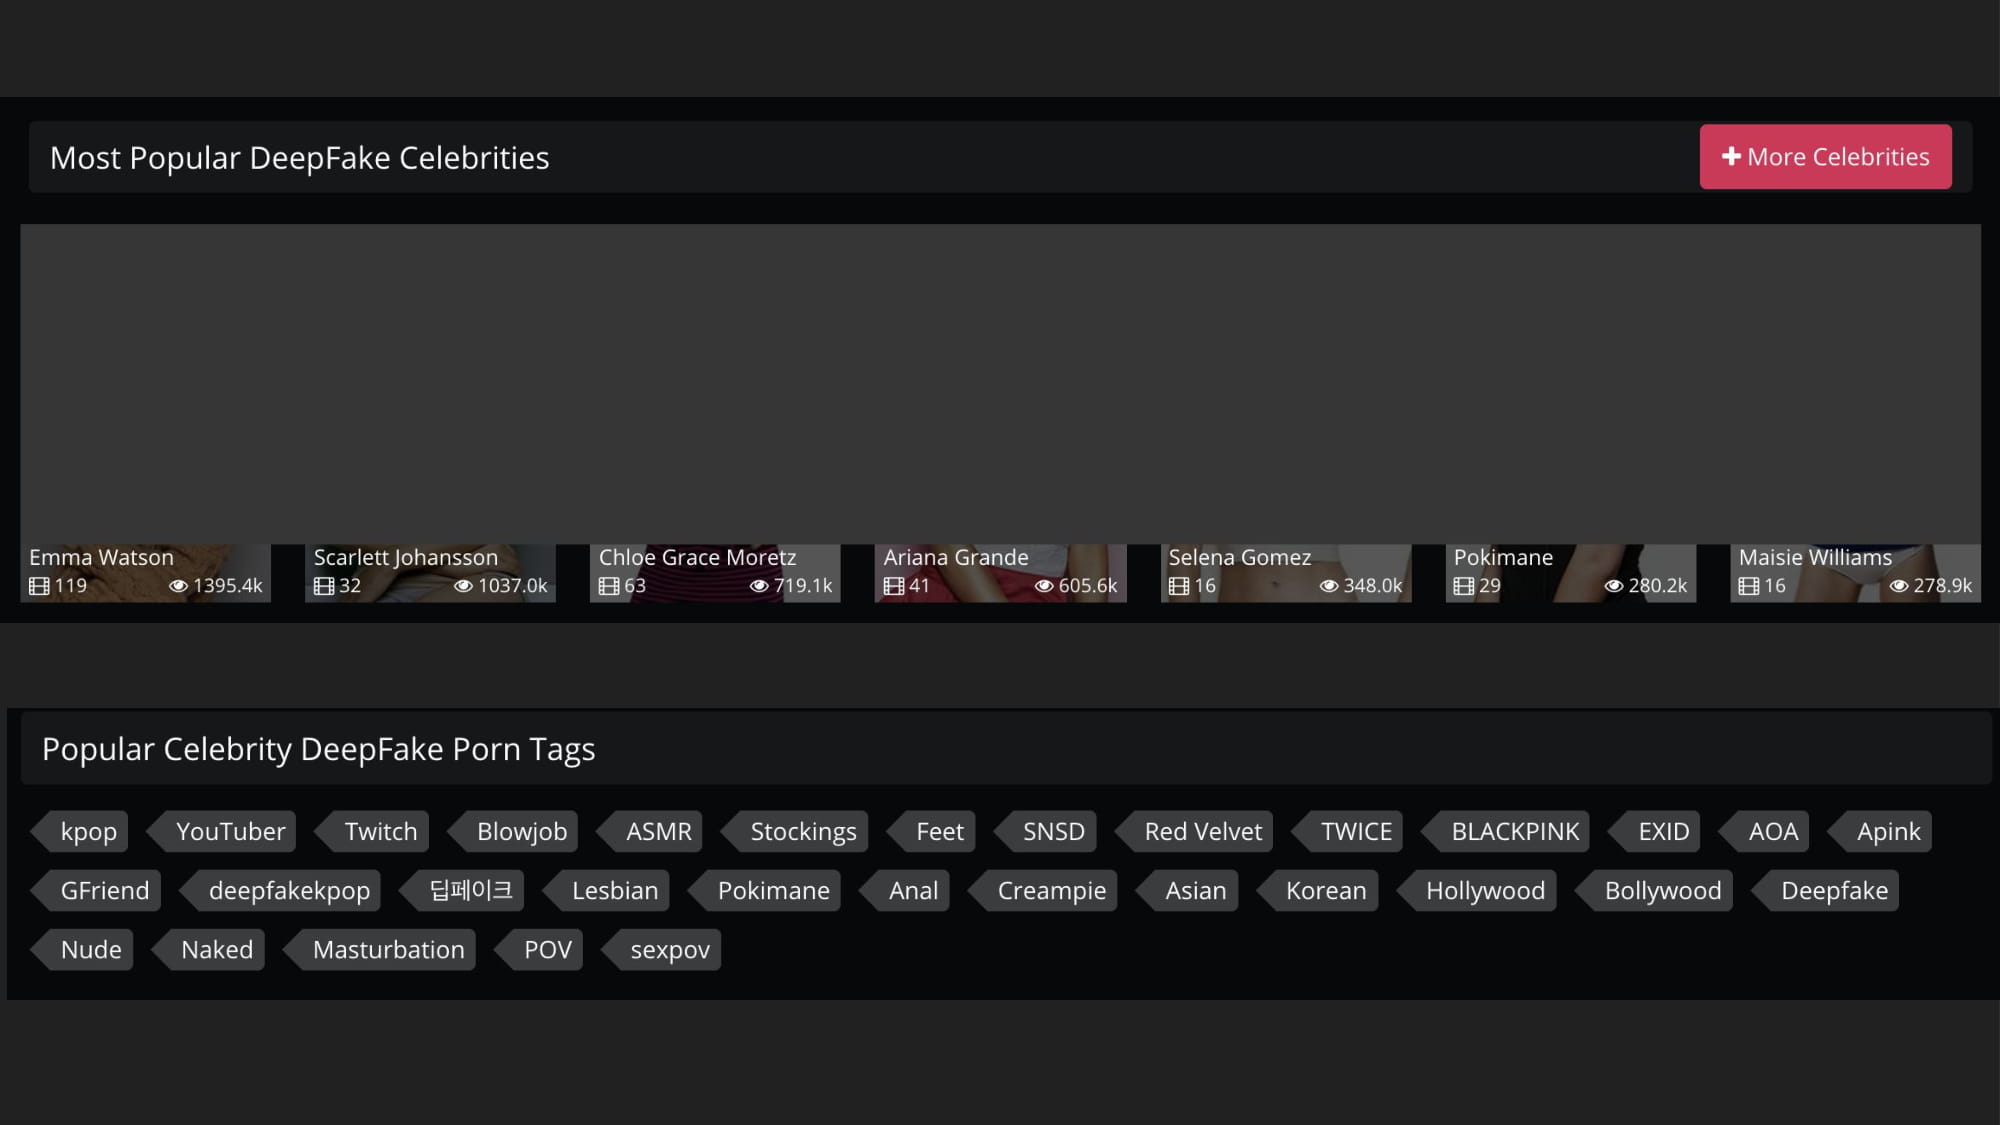 Most Popular DeepFake Celebrities
More Celebrities
Emma Watson Scarlett Johansson Chloe Grace Moretz Ariana Grande Selena Gomez Pokimane Maisie Williams
119 1395.4k 32 1037.0k 63 719.1k 41 605.6k 16 348.0k 29 280.2k 16 278.9k
Popular Celebrity DeepFake Porn Tags
kpop YouTuber Twitch Blowjob ASMR Stockings Feet SNSD Red Velvet TWICE BLACKPINK EXID AOA Apink
GFriend deepfakekpop 딥페이크 Lesbian Pokimane Anal Creampie Asian Korean Hollywood Bollywood Deepfake
Nude Naked Masturbation POV sexpov